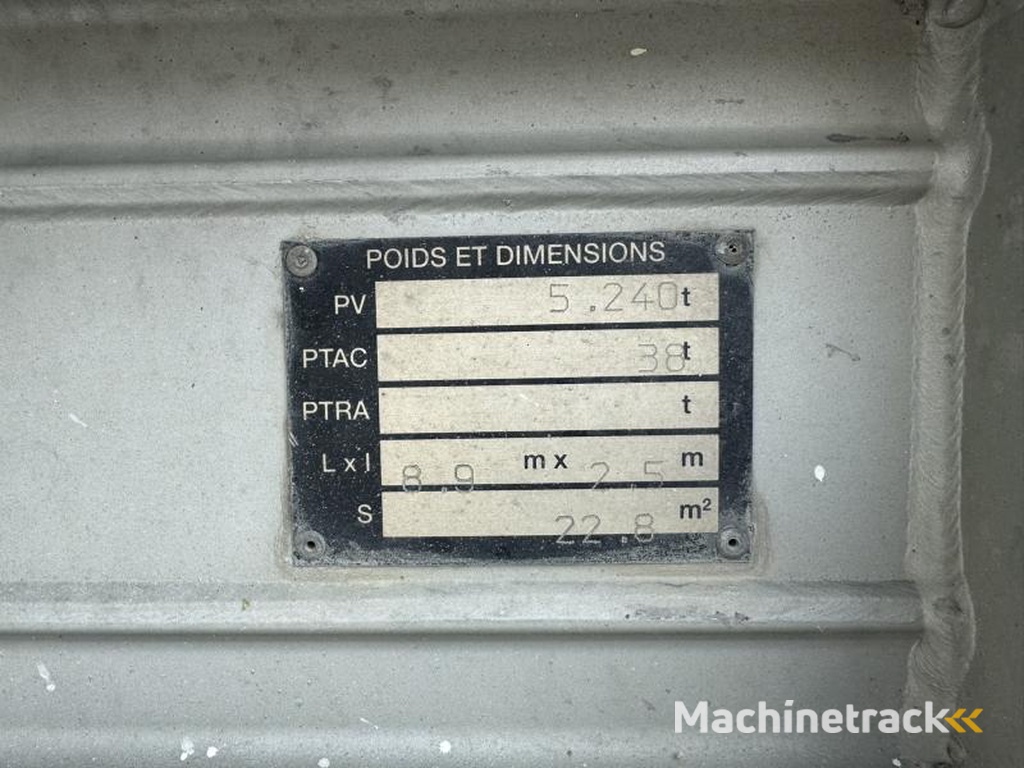 POIDS ET DIMENSIONS
PV 5.240 t
PTAC 38 t
PTRA t
L x l 8.9 m x 2.5 m
S 22.8 m²
Machinetrack